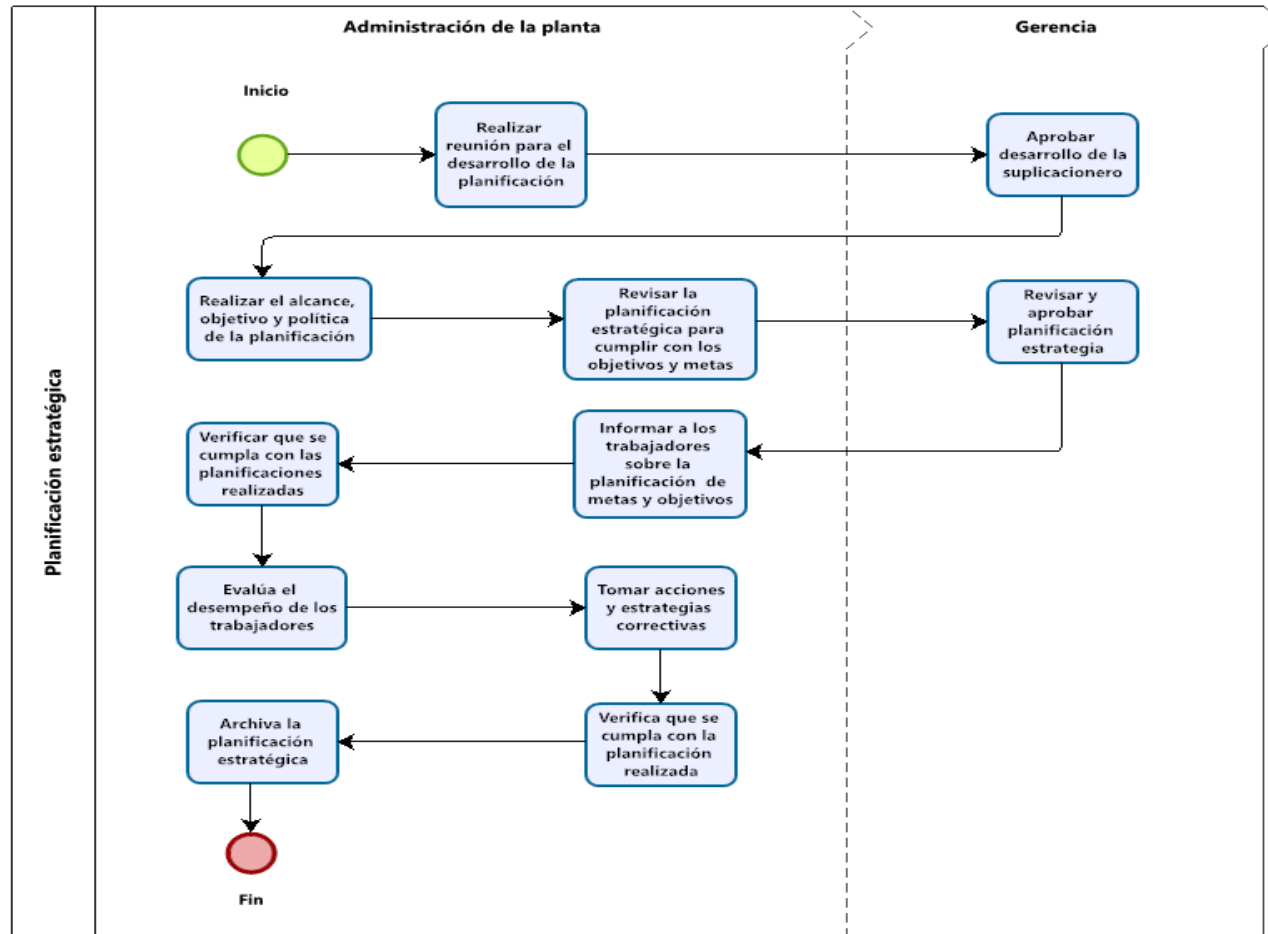 Administración de la planta
Gerencia
Planificación estratégica
Inicio
Realizar
reunión para el
desarrollo de la
planificación
Aprobar
desarrollo de la
suplicacionero
Realizar el alcance,
objetivo y política
de la planificación
Revisar la
planificación
estratégica para
cumplir con los
objetivos y metas
Revisar y
aprobar
planificación
estrategia
Verificar que se
cumpla con las
planificaciones
realizadas
Informar a los
trabajadores
sobre la
planificación de
metas y objetivos
Evalúa el
desempeño de los
trabajadores
Tomar acciones
y estrategias
correctivas
Archiva la
planificación
estratégica
Verifica que se
cumpla con la
planificación
realizada
Fin